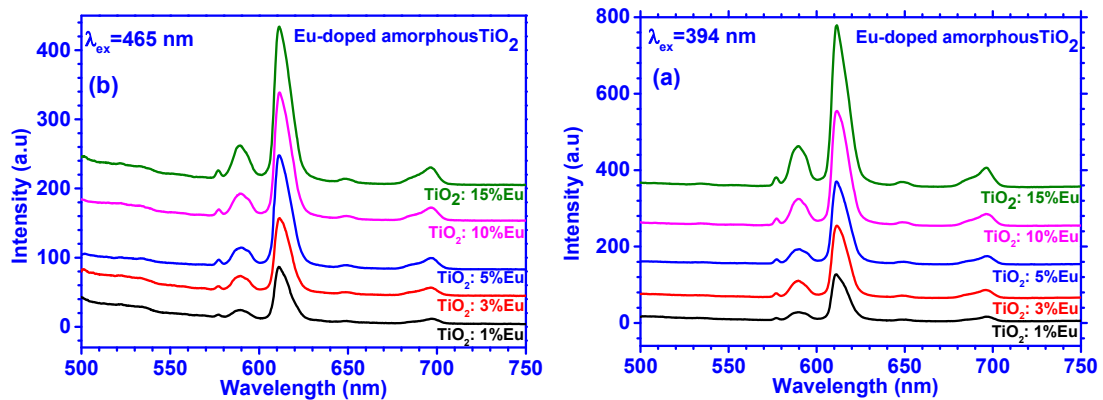 λex=465 nm
Eu-doped amorphousTiO2
(b)
400
300
200
100
0
Intensity (a.u)
TiO2: 15%Eu
TiO2: 10%Eu
TiO2: 5%Eu
TiO2: 3%Eu
TiO2: 1%Eu
500 550 600 650 700 750
Wavelength (nm)
800
600
400
200
0
Intensity (a.u)
λex=394 nm
Eu-doped amorphousTiO2
(a)
TiO2: 15%Eu
TiO2: 10%Eu
TiO2: 5%Eu
TiO2: 3%Eu
TiO2: 1%Eu
500 550 600 650 700 750
Wavelength (nm)